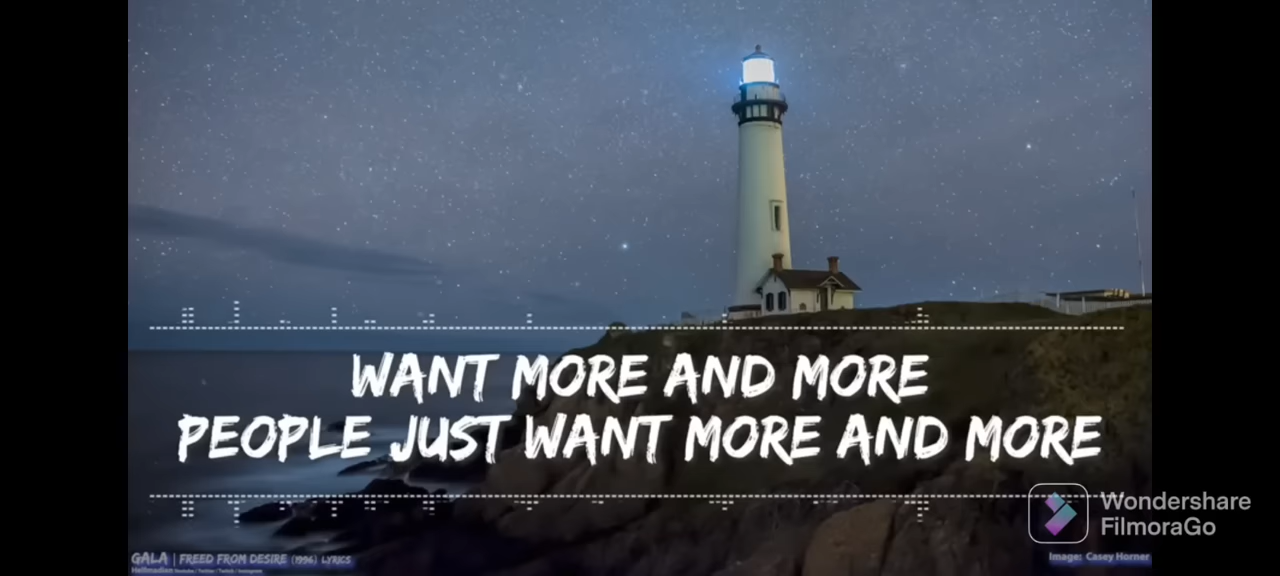 WANT MORE AND MORE
PEOPLE JUST WANT MORE AND MORE
Wondershare
FilmoraGo
GALA | FREED FROM DESIRE (1996) LYRICS
Image: Casey Horner